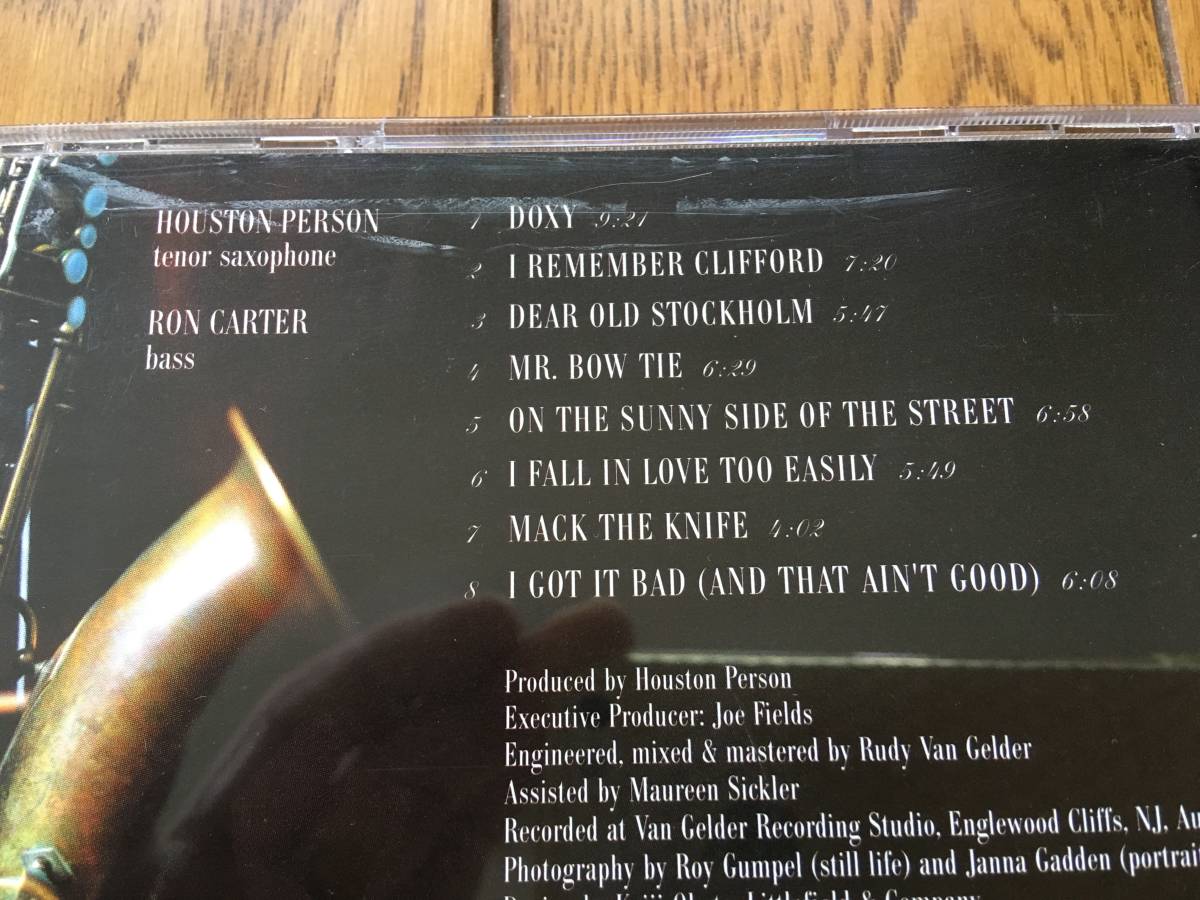 HOUSTON PERSON
tenor saxophone
RON CARTER
bass
1 DOXY 9:21
2 I REMEMBER CLIFFORD 7:20
3 DEAR OLD STOCKHOLM 5:47
4 MR. BOW TIE 6:29
5 ON THE SUNNY SIDE OF THE STREET 6:58
6 I FALL IN LOVE TOO EASILY 5:49
7 MACK THE KNIFE 4:02
8 I GOT IT BAD (AND THAT AIN'T GOOD) 6:08
Produced by Houston Person
Executive Producer: Joe Fields
Engineered, mixed & mastered by Rudy Van Gelder
Assisted by Maureen Sickler
Recorded at Van Gelder Recording Studio, Englewood Cliffs, NJ, Au
Photography by Roy Gumpel (still life) and Janna Gadden (portrait
Littlefield & Company